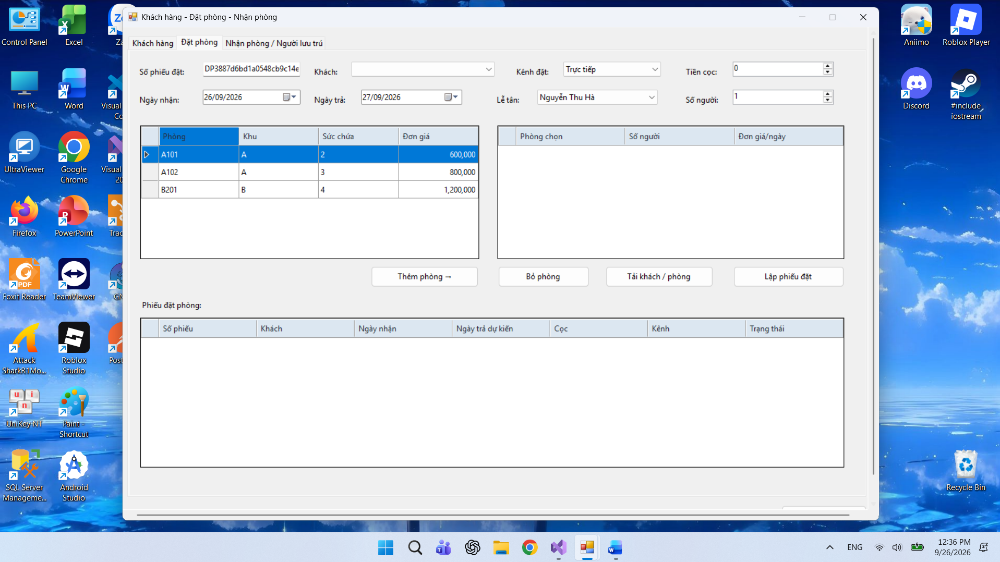 Control Panel
Excel
Za
This PC
Word
Visual
Co
UltraViewer
Google
Chrome
Visual
20
Firefox
PowerPoint
Trac
Foxit Reader
TeamViewer
GN
Attack
SharkR1Mo...
Roblox
Studio
Post
UniKey NT
Paint -
Shortcut
SQL Server
Manageme...
Android
Studio
Aniimo
Roblox Player
Discord
#include
iostream
Recycle Bin
Khách hàng - Đặt phòng - Nhận phòng
Khách hàng
Đặt phòng
Nhận phòng / Người lưu trú
Số phiếu đặt:
DP3887d6bd1a0548cb9c14e
Khách:
Kênh đặt:
Trực tiếp
Tiền cọc:
0
Ngày nhận:
26/09/2026
Ngày trả:
27/09/2026
Lễ tân:
Nguyễn Thu Hà
Số người:
1
Phòng Khu Sức chứa Đơn giá
A101 A 2 600,000
A102 A 3 800,000
B201 B 4 1,200,000
Phòng chọn Số người Đơn giá/ngày
Thêm phòng →
Bỏ phòng
Tải khách / phòng
Lập phiếu đặt
Phiếu đặt phòng:
Số phiếu Khách Ngày nhận Ngày trả dự kiến Cọc Kênh Trạng thái
ENG
12:36 PM
9/26/2026